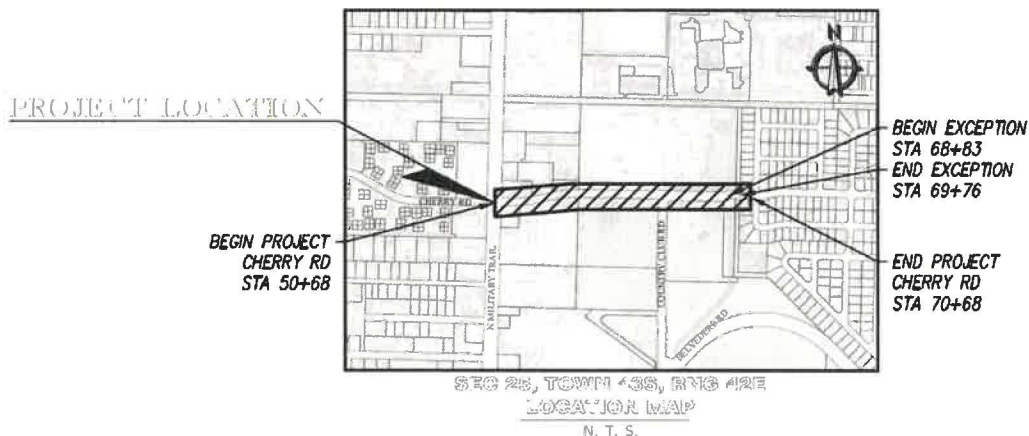 N
PROJECT LOCATION
BEGIN EXCEPTION
STA 68+83
END EXCEPTION
STA 69+76
CHERRY RD
BEGIN PROJECT
CHERRY RD
STA 50+68
END PROJECT
CHERRY RD
STA 70+68
N MILITARY TRAIL
COUNTRY CLUB RD
BELVEDERE RD
SEC 25, TOWN 43S, RNG 42E
LOCATION MAP
N. T. S.